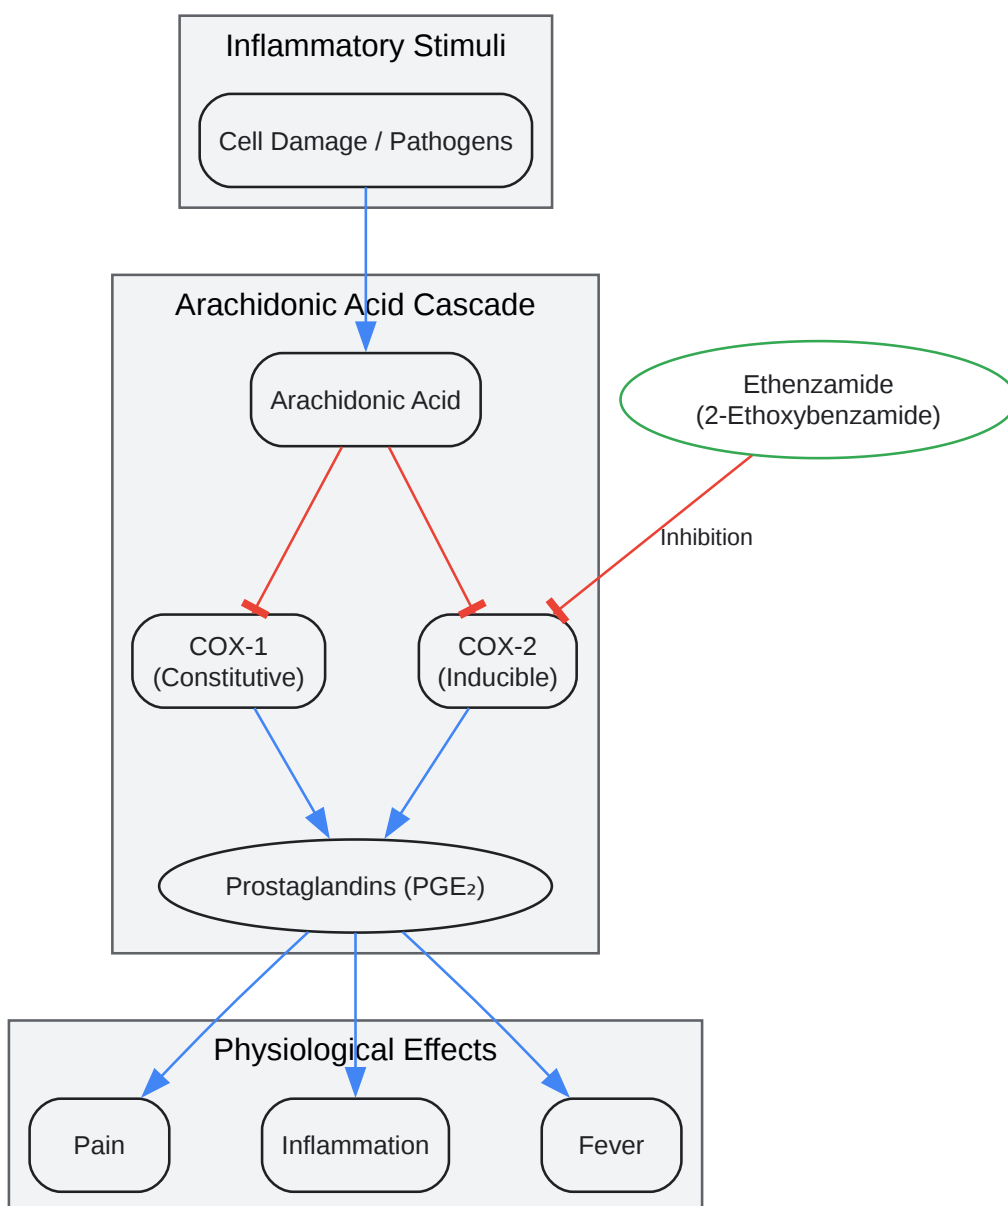 Inflammatory Stimuli
Cell Damage / Pathogens
Arachidonic Acid Cascade
Arachidonic Acid
Ethenzamide
(2-Ethoxybenzamide)
Inhibition
COX-1
(Constitutive)
COX-2
(Inducible)
Prostaglandins (PGE₂)
Physiological Effects
Pain
Inflammation
Fever